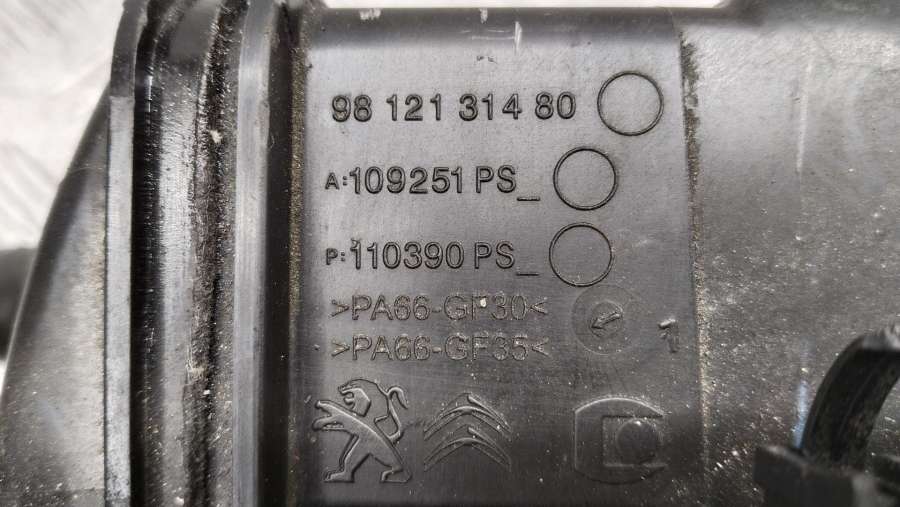 98 121 314 80
A:109251 PS_
P:110390 PS_
>PA66-GF30<
>PA66-GF35<
1